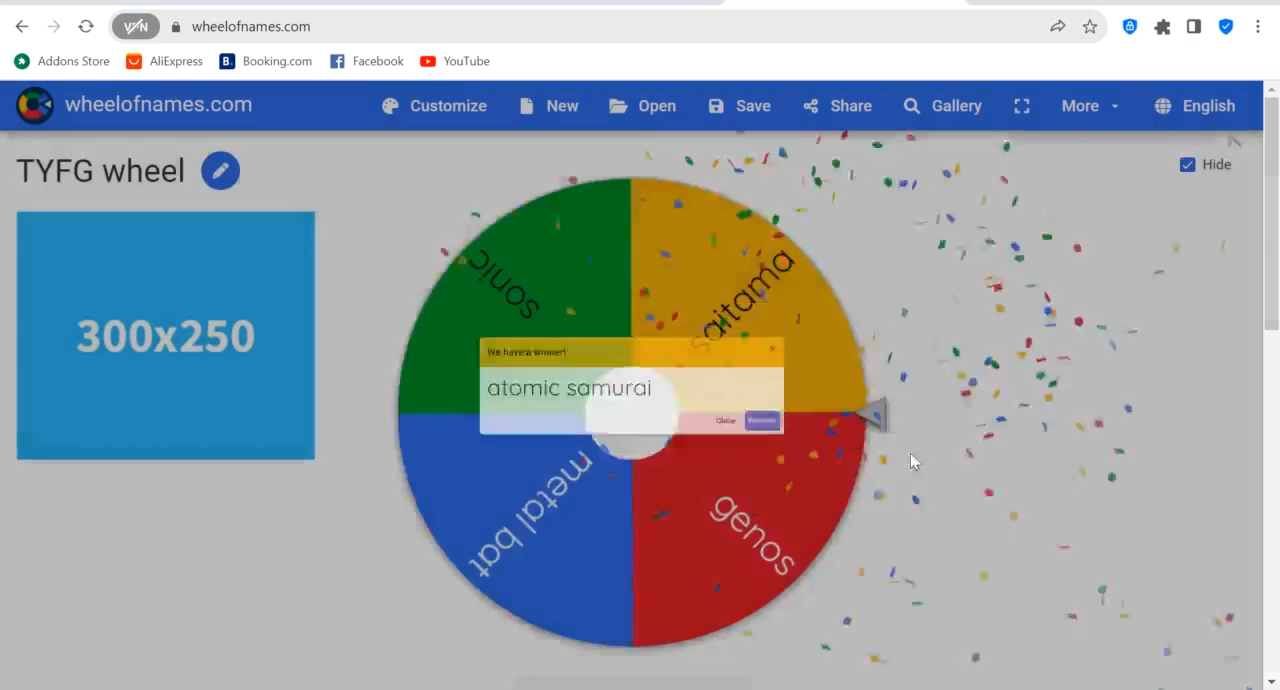 VPN
wheelofnames.com
Addons Store
AliExpress
B.
Booking.com
Facebook
YouTube
wheelofnames.com
Customize
New
Open
Save
Share
Gallery
More
English
TYFG wheel
Hide
300x250
sonic
saitama
We have a winner!
atomic samurai
Close
metal bat
genos